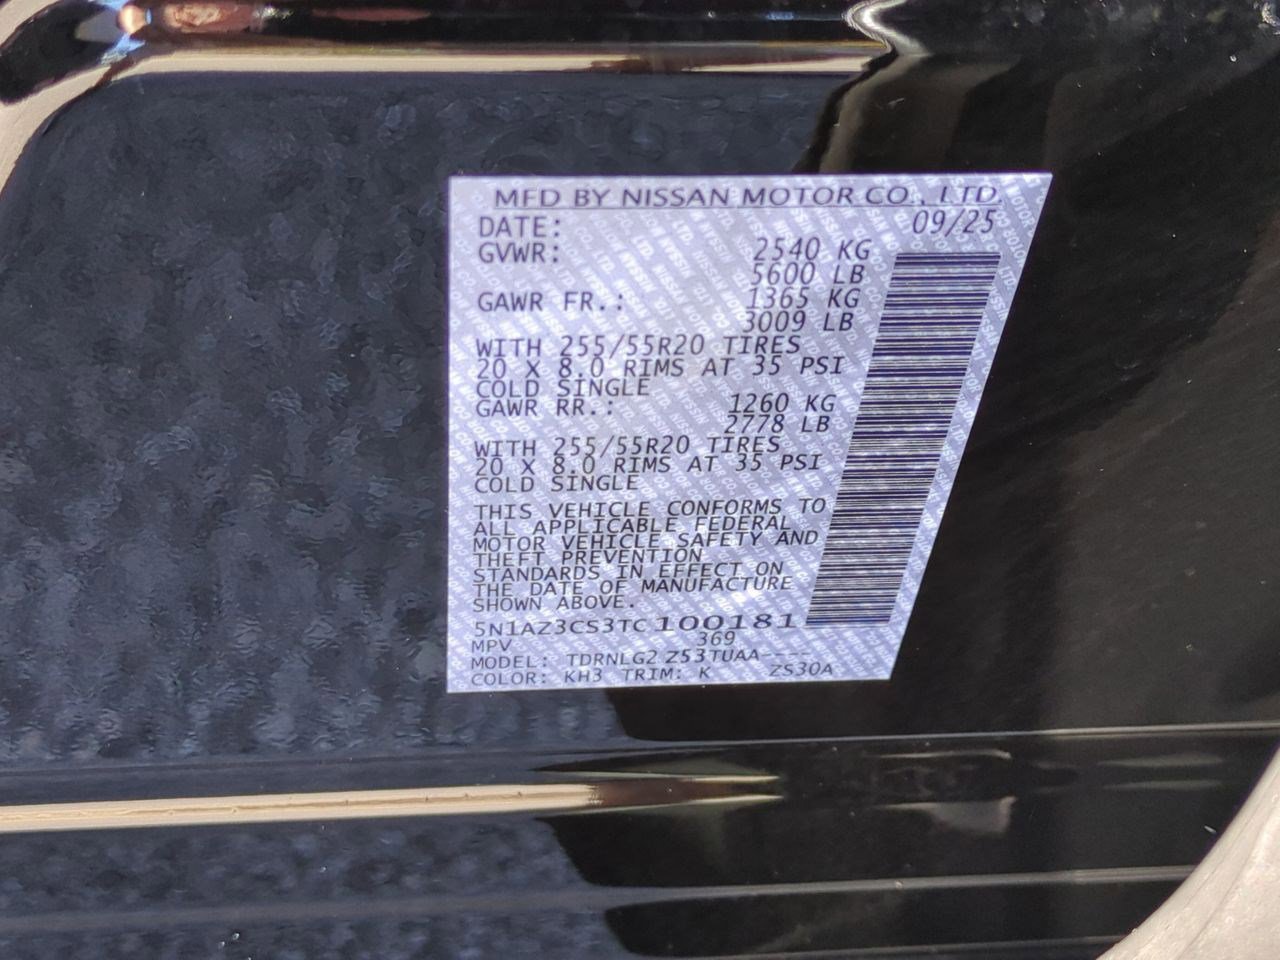 MFD BY NISSAN MOTOR CO., LTD.
DATE: 09/25
GVWR: 2540 KG
5600 LB
GAWR FR.: 1365 KG
3009 LB
WITH 255/55R20 TIRES
20 X 8.0 RIMS AT 35 PSI
COLD SINGLE
GAWR RR.: 1260 KG
2778 LB
WITH 255/55R20 TIRES
20 X 8.0 RIMS AT 35 PSI
COLD SINGLE
THIS VEHICLE CONFORMS TO
ALL APPLICABLE FEDERAL
MOTOR VEHICLE SAFETY AND
THEFT PREVENTION
STANDARDS IN EFFECT ON
THE DATE OF MANUFACTURE
SHOWN ABOVE.
5N1AZ3CS3TC100181
MPV 369
MODEL: TDRNLG2 Z53TUAA----
COLOR: KH3 TRIM: K ZS30A